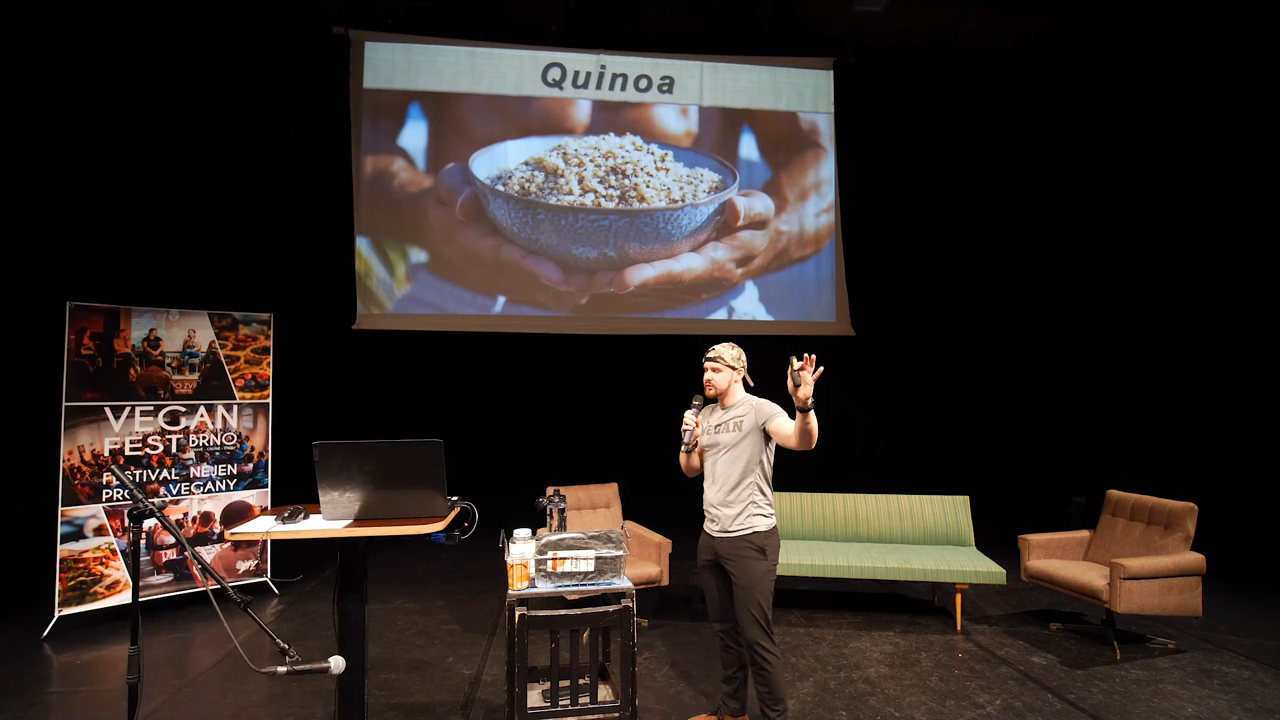 Quinoa
VEGAN
FEST BRNO
FESTIVAL NEJEN
PRO VEGANY
VEGAN